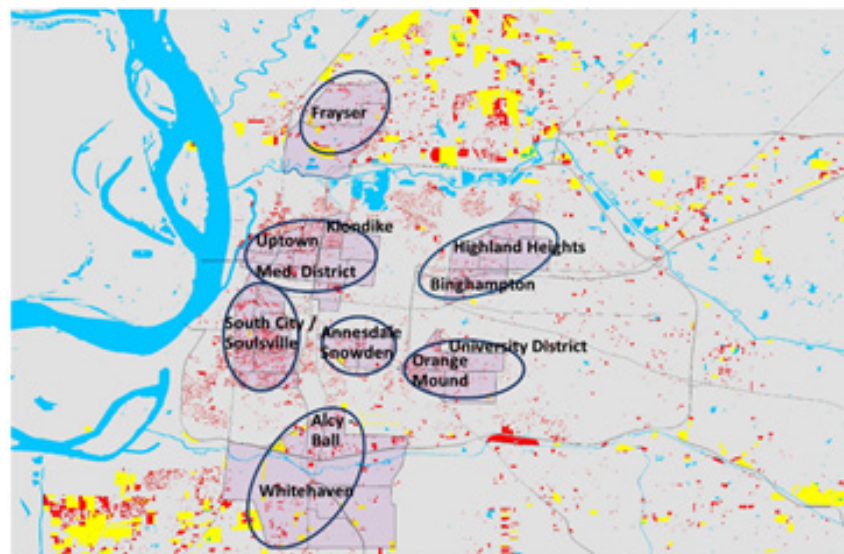 Frayser
Klondike
Uptown
Med. District
Highland Heights
Binghampton
South City /
Soulsville
Annesdale
Snowden
University District
Orange
Mound
Alcy
Ball
Whitehaven